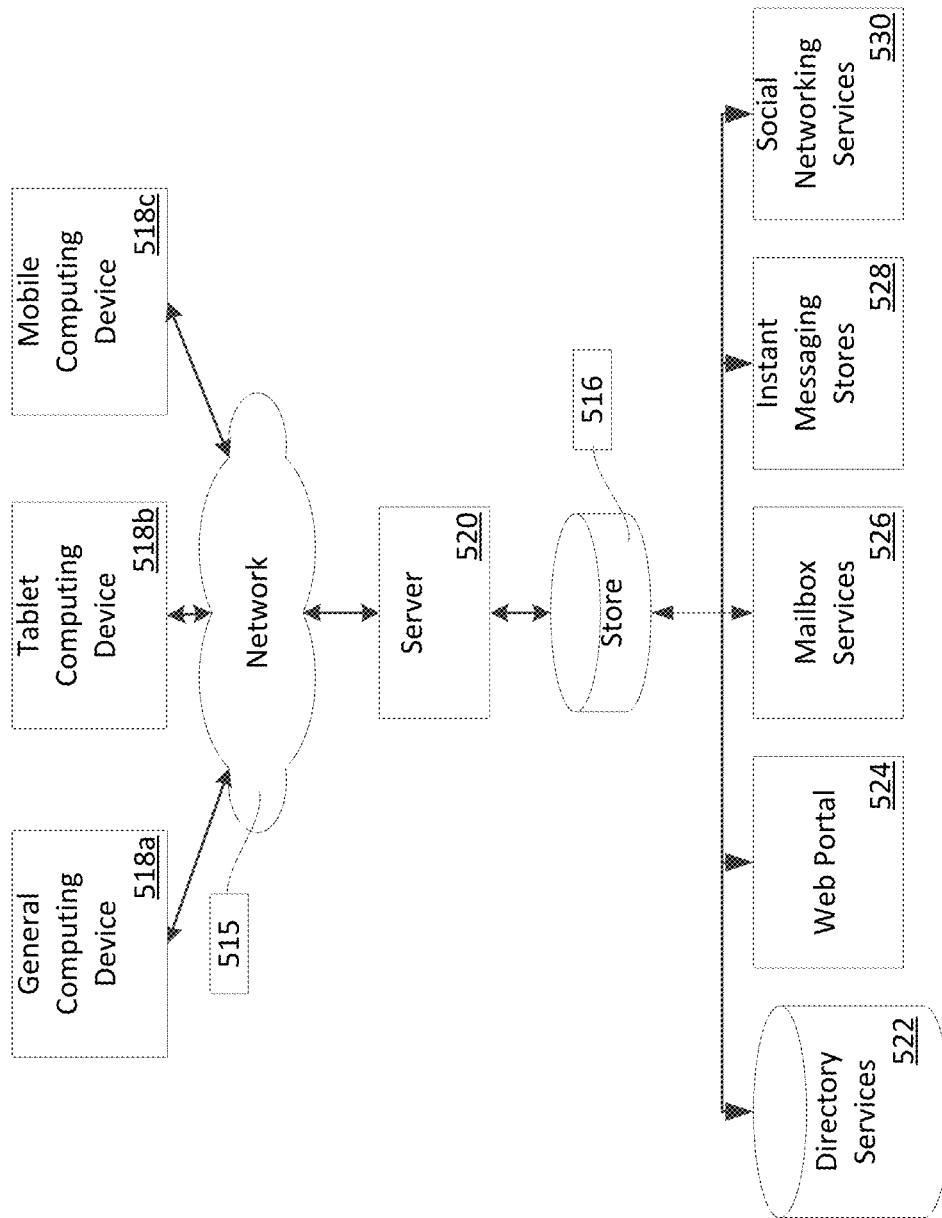 General
Computing
Device
518a
Tablet
Computing
Device
518b
Mobile
Computing
Device
518c
515
Network
Server
520
Store
516
Directory
Services
522
Web Portal
524
Mailbox
Services
526
Instant
Messaging
Stores
528
Social
Networking
Services
530